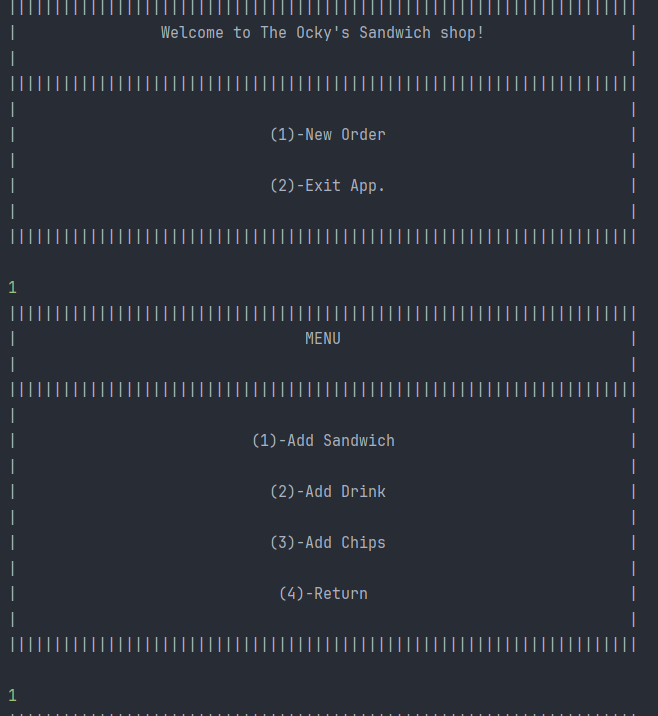 Welcome to The Ocky's Sandwich shop!
(1)-New Order
(2)-Exit App.
1
MENU
(1)-Add Sandwich
(2)-Add Drink
(3)-Add Chips
(4)-Return
1